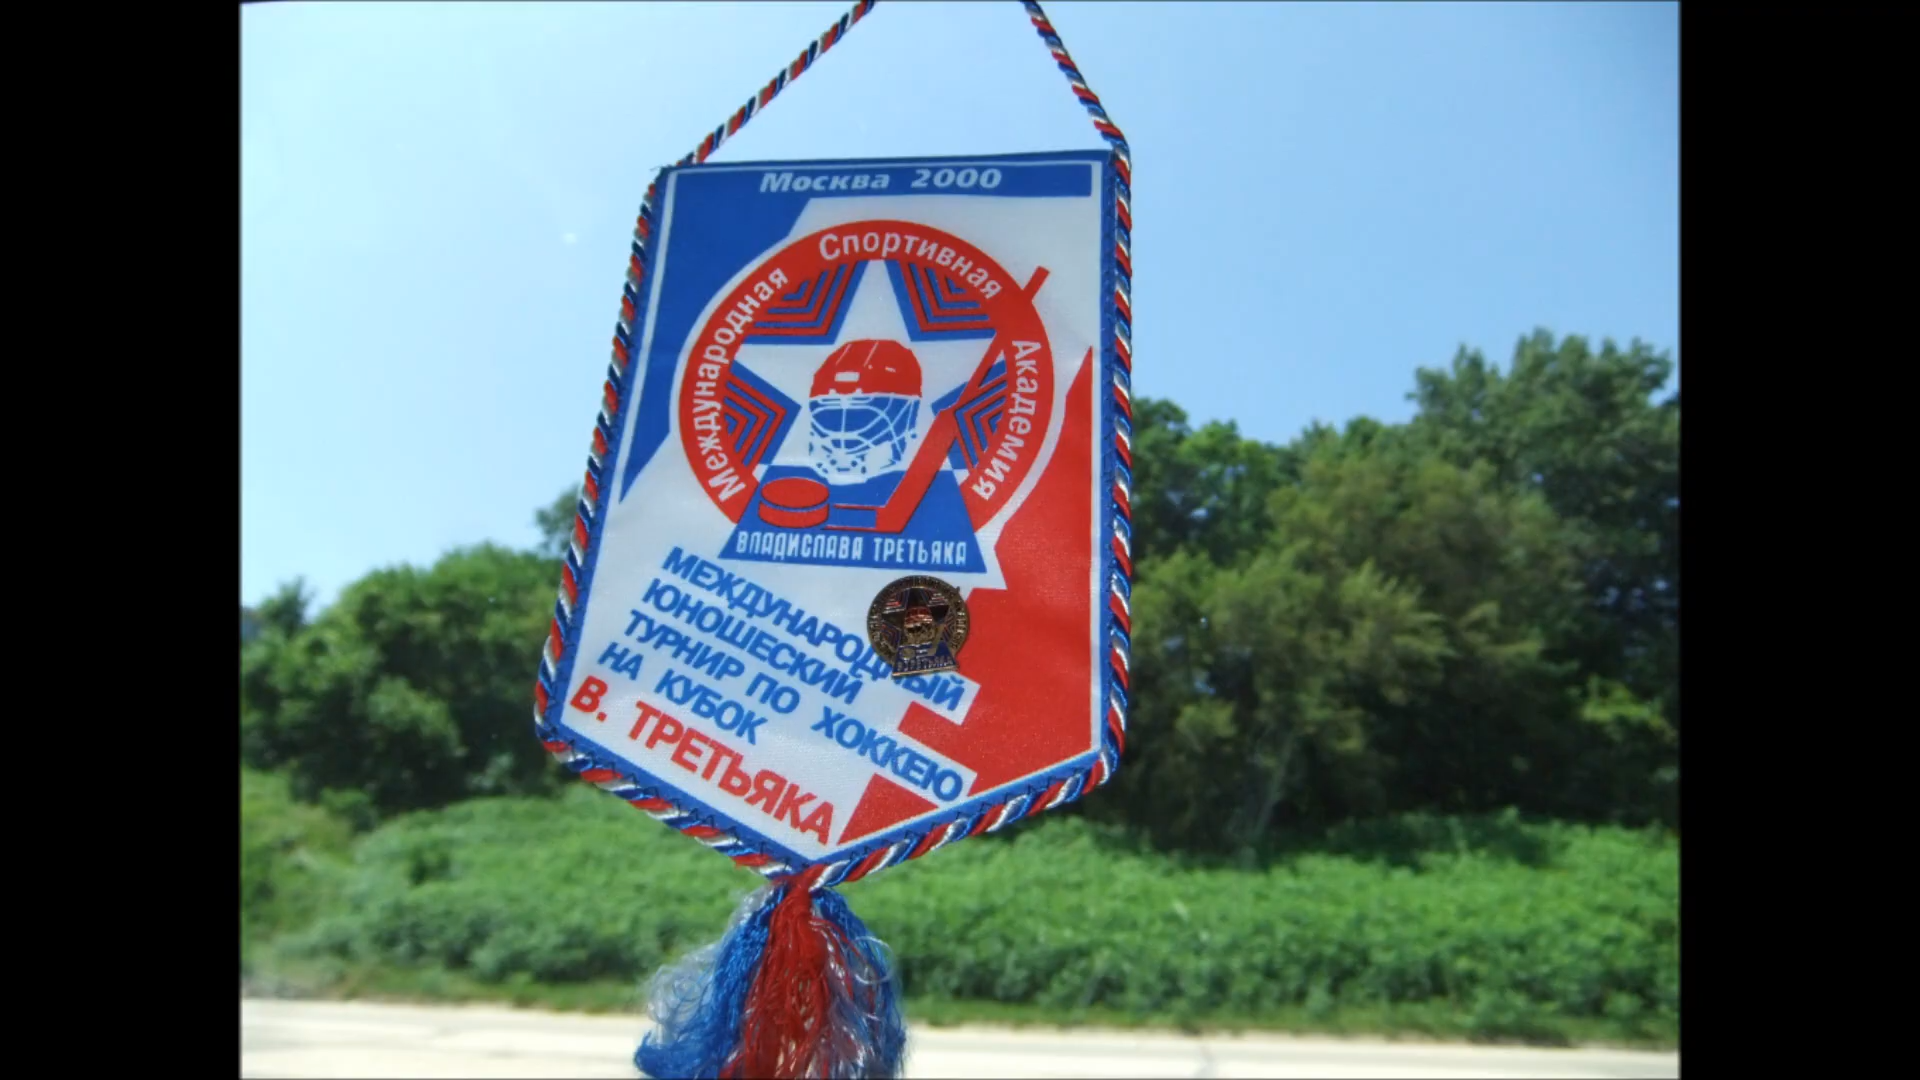 Москва 2000
Международная Спортивная Академия
ВЛАДИСЛАВА ТРЕТЬЯКА
МЕЖДУНАРОДНЫЙ
ЮНОШЕСКИЙ
ТУРНИР ПО ХОККЕЮ
НА КУБОК
В. ТРЕТЬЯКА